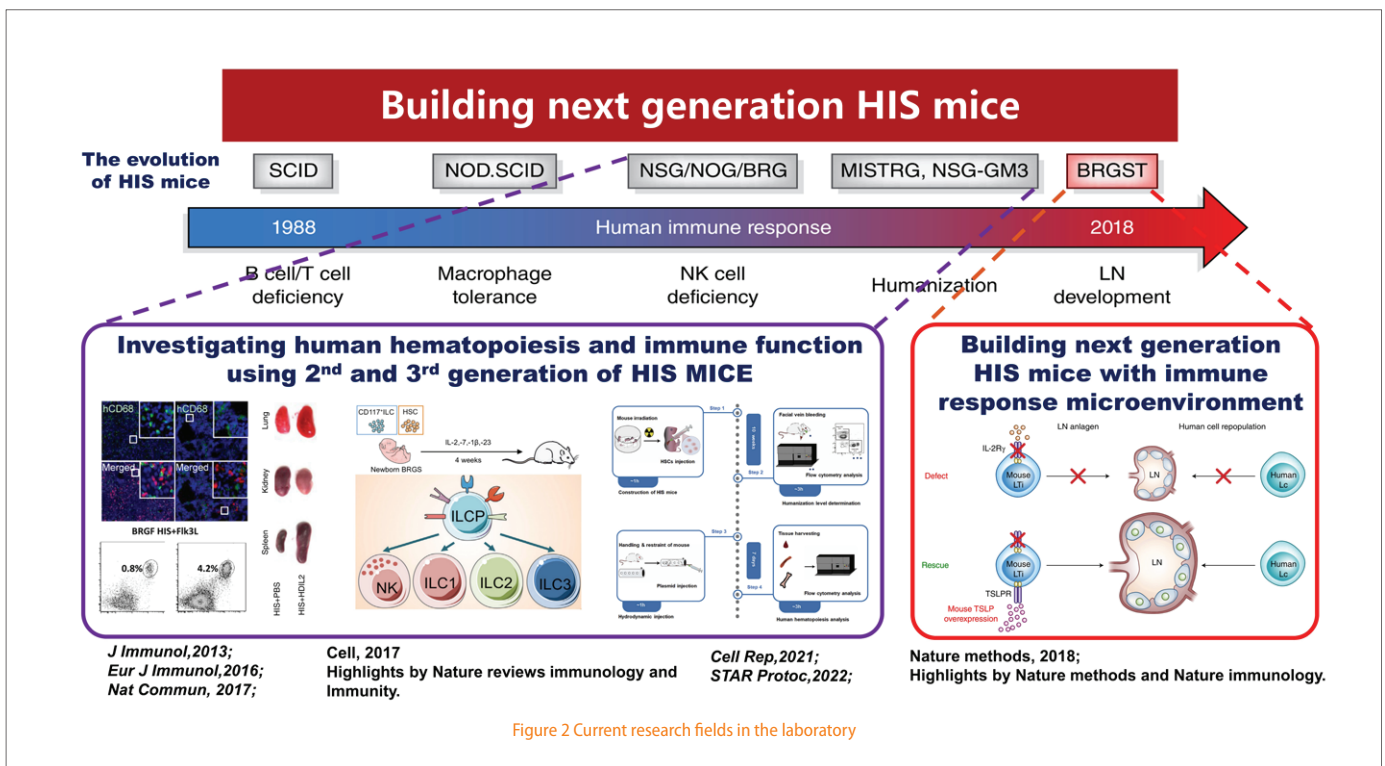 Building next generation HIS mice
The evolution
of HIS mice
SCID
NOD.SCID
NSG/NOG/BRG
MISTRG, NSG-GM3
BRGST
1988
Human immune response
2018
B cell/T cell
deficiency
Macrophage
tolerance
NK cell
deficiency
Humanization
LN
development
Investigating human hematopoiesis and immune function
using 2nd and 3rd generation of HIS MICE
hCD68
hCD68
Merged
Merged
BRGF HIS+Flk3L
0.8%
4.2%
Lung
Kidney
Spleen
HIS+PBS
HIS+HDIL2
CD117+ILC
HSC
Newborn BRGS
IL-2,-7,-1β,-23
4 weeks
ILCP
NK
ILC1
ILC2
ILC3
Step 1
Mouse irradiation
HSCs injection
~1h
Construction of HIS mice
Step 2
Facial vein bleeding
Flow cytometry analysis
~3h
Humanization level determination
Step 3
Handling & restraint of mouse
Plasmid injection
~1h
Hydrodynamic injection
7 days
Step 4
Tissue harvesting
Flow cytometry analysis
~3h
Human hematopoiesis analysis
Building next generation
HIS mice with immune
response microenvironment
LN anlagen
Human cell repopulation
IL-2Rγ
Defect
Mouse
LTi
LN
Human
Lc
Rescue
Mouse
LTi
TSLPR
Mouse TSLP
overexpression
LN
Human
Lc
J Immunol,2013;
Eur J Immunol,2016;
Nat Commun, 2017;
Cell, 2017
Highlights by Nature reviews immunology and
Immunity.
Cell Rep,2021;
STAR Protoc,2022;
Nature methods, 2018;
Highlights by Nature methods and Nature immunology.
Figure 2 Current research fields in the laboratory